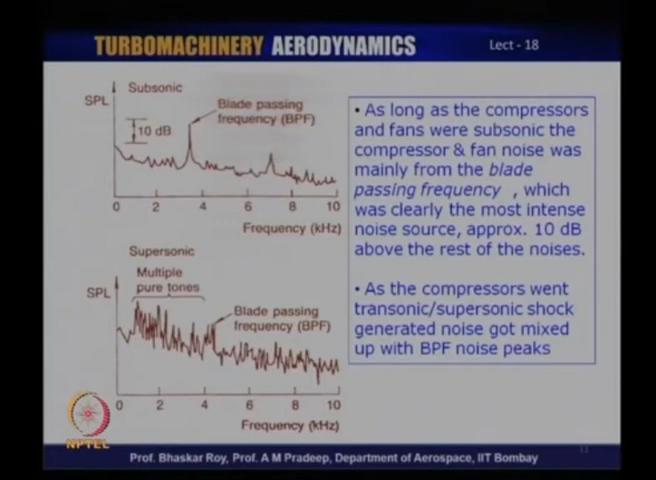 TURBOMACHINERY AERODYNAMICS
Lect - 18
SPL
Subsonic
Blade passing
frequency (BPF)
10 dB
0 2 4 6 8 10
Frequency (kHz)
Supersonic
Multiple
pure tones
SPL
Blade passing
frequency (BPF)
0 2 4 6 8 10
Frequency (kHz)
• As long as the compressors
and fans were subsonic the
compressor & fan noise was
mainly from the blade
passing frequency , which
was clearly the most intense
noise source, approx. 10 dB
above the rest of the noises.
• As the compressors went
transonic/supersonic shock
generated noise got mixed
up with BPF noise peaks
NPTEL
Prof. Bhaskar Roy, Prof. A M Pradeep, Department of Aerospace, IIT Bombay